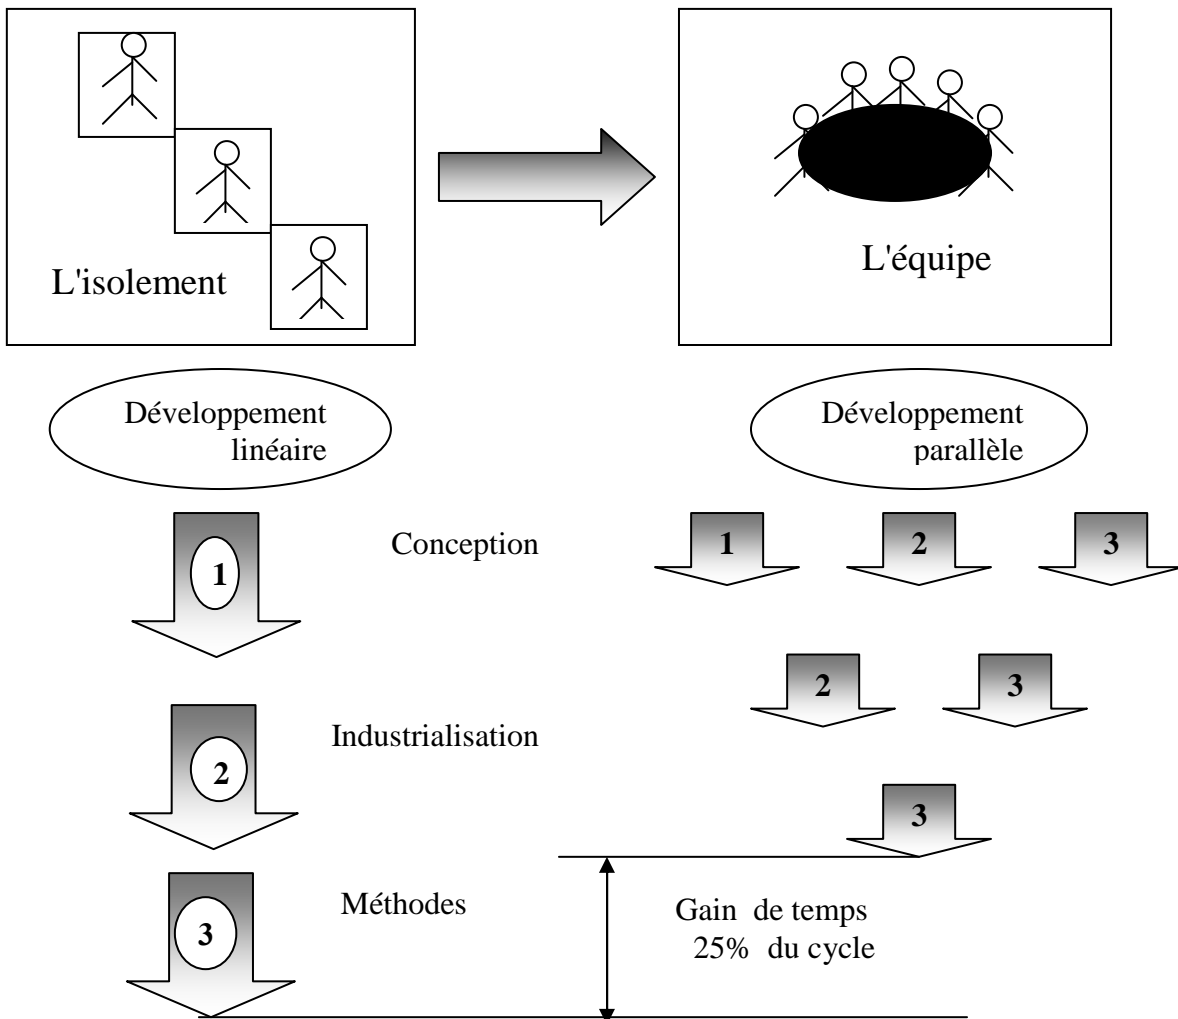 L'isolement
L'équipe
Développement
linéaire
Développement
parallèle
1
Conception
1
2
3
2
3
2
Industrialisation
3
3
Méthodes
Gain de temps
25% du cycle